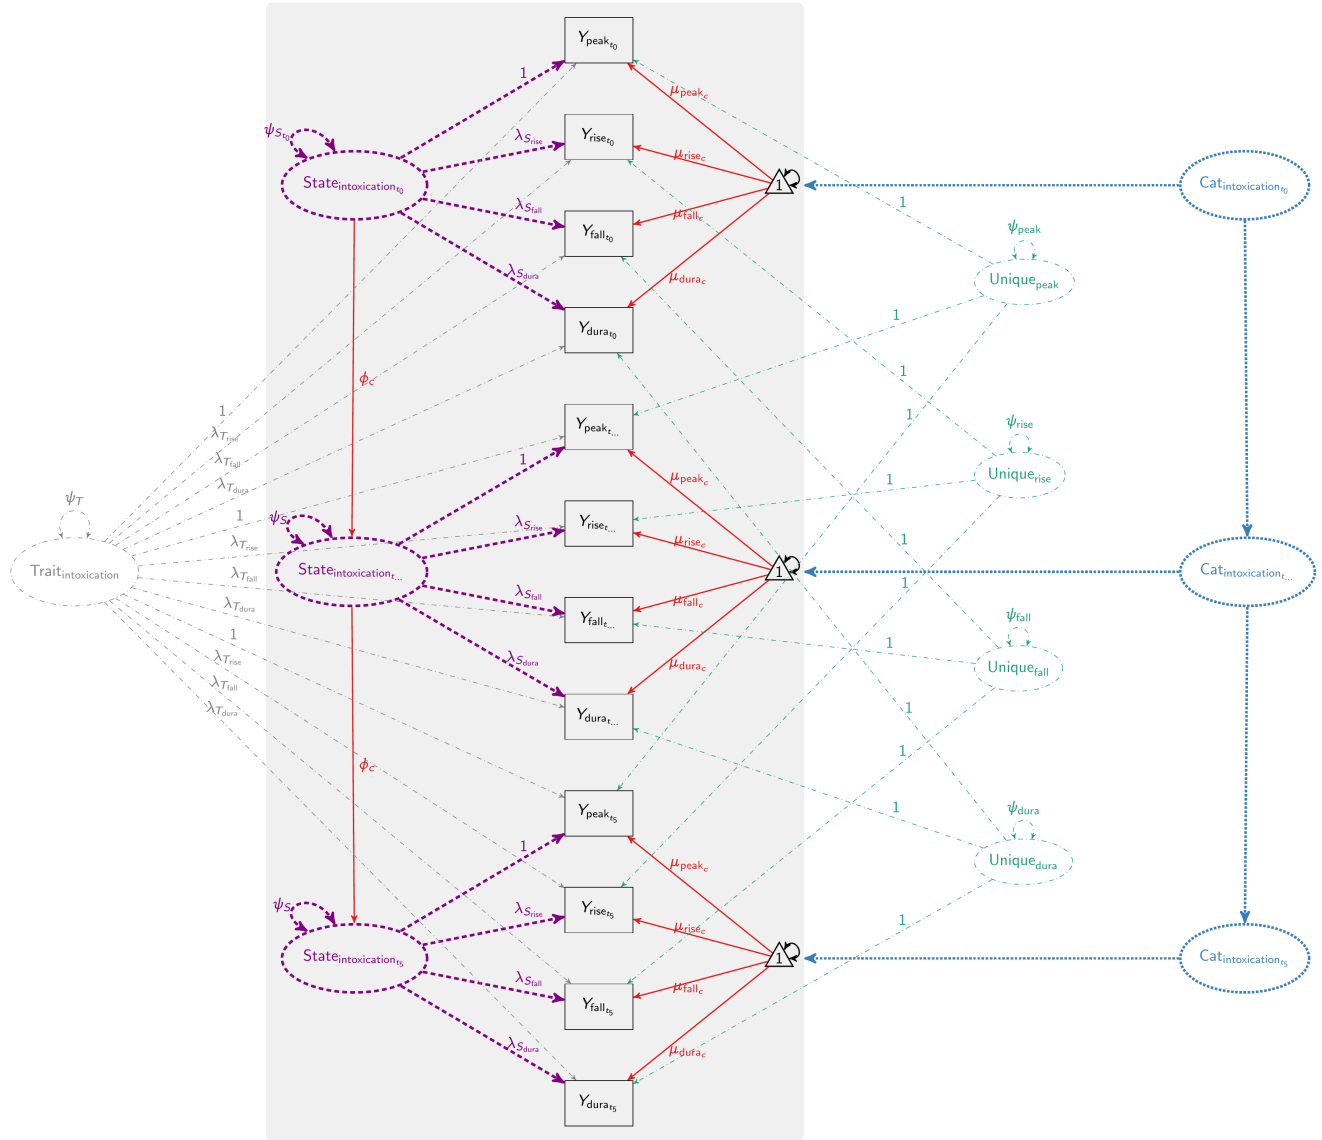 Y_peak_t0
1
μ_peak_c
ψ_S_t0
λ_S_rise
Y_rise_t0
μ_rise_c
State_intoxication_t0
1
Cat_intoxication_t0
λ_S_fall
Y_fall_t0
μ_fall_c
1
ψ_peak
λ_S_dura
μ_dura_c
Unique_peak
Y_dura_t0
1
ϕ_c
1
1
1
λ_T_rise
Y_peak_t...
ψ_rise
λ_T_fall
1
μ_peak_c
Unique_rise
λ_T_dura
1
ψ_T
1
ψ_S
λ_S_rise
Y_rise_t...
μ_rise_c
λ_T_rise
1
Trait_intoxication
State_intoxication_t...
1
Cat_intoxication_t...
λ_T_fall
1
λ_S_fall
μ_fall_c
λ_T_dura
Y_fall_t...
ψ_fall
1
1
λ_T_rise
λ_S_dura
μ_dura_c
Unique_fall
λ_T_fall
λ_T_dura
Y_dura_t...
1
1
ϕ_c
Y_peak_t5
1
ψ_dura
1
μ_peak_c
Unique_dura
ψ_S
λ_S_rise
Y_rise_t5
μ_rise_c
1
State_intoxication_t5
1
Cat_intoxication_t5
λ_S_fall
μ_fall_c
Y_fall_t5
λ_S_dura
μ_dura_c
Y_dura_t5